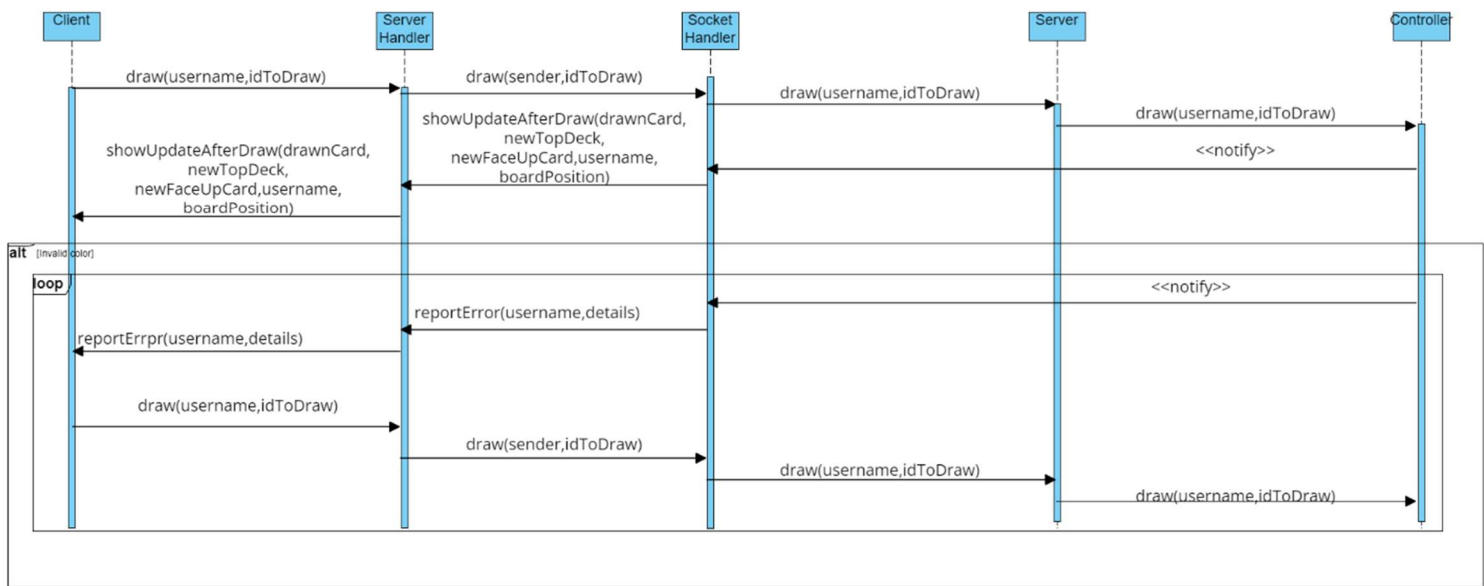 Client
Server
Handler
Socket
Handler
Server
Controller
draw(username,idToDraw)
draw(sender,idToDraw)
draw(username,idToDraw)
draw(username,idToDraw)
showUpdateAfterDraw(drawnCard,
newTopDeck,
newFaceUpCard,username,
boardPosition)
<<notify>>
showUpdateAfterDraw(drawnCard,
newTopDeck,
newFaceUpCard,username,
boardPosition)
alt [Invalid color]
loop
<<notify>>
reportError(username,details)
reportErrpr(username,details)
draw(username,idToDraw)
draw(sender,idToDraw)
draw(username,idToDraw)
draw(username,idToDraw)